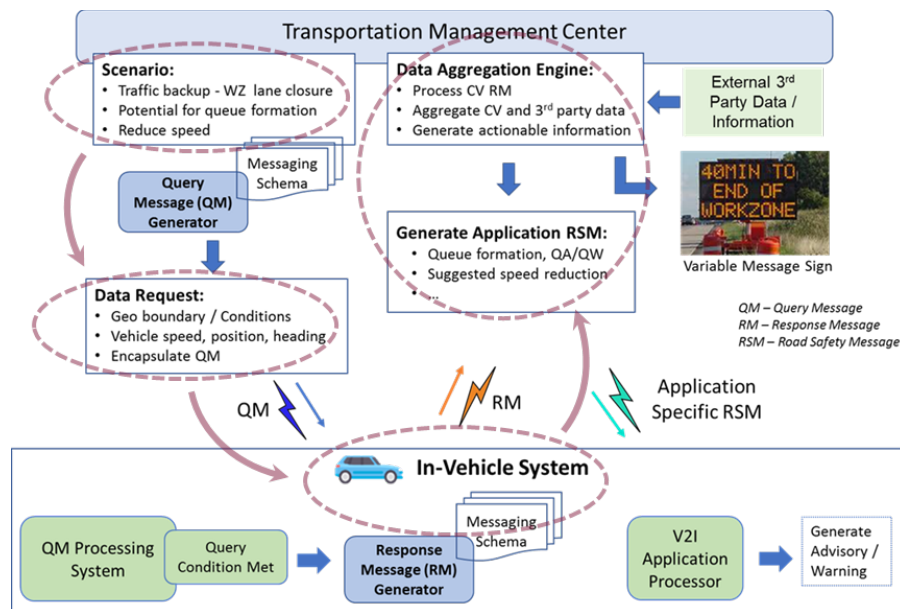 Transportation Management Center
Scenario:
• Traffic backup - WZ lane closure
• Potential for queue formation
• Reduce speed
Messaging
Schema
Query
Message (QM)
Generator
Data Request:
• Geo boundary / Conditions
• Vehicle speed, position, heading
• Encapsulate QM
Data Aggregation Engine:
• Process CV RM
• Aggregate CV and 3rd party data
• Generate actionable information
External 3rd
Party Data /
Information
40MIN TO
END OF
WORKZONE
Variable Message Sign
Generate Application RSM:
• Queue formation, QA/QW
• Suggested speed reduction
• ...
QM – Query Message
RM – Response Message
RSM – Road Safety Message
QM
RM
Application
Specific RSM
In-Vehicle System
Messaging
Schema
QM Processing
System
Query
Condition Met
Response
Message (RM)
Generator
V2I
Application
Processor
Generate
Advisory /
Warning